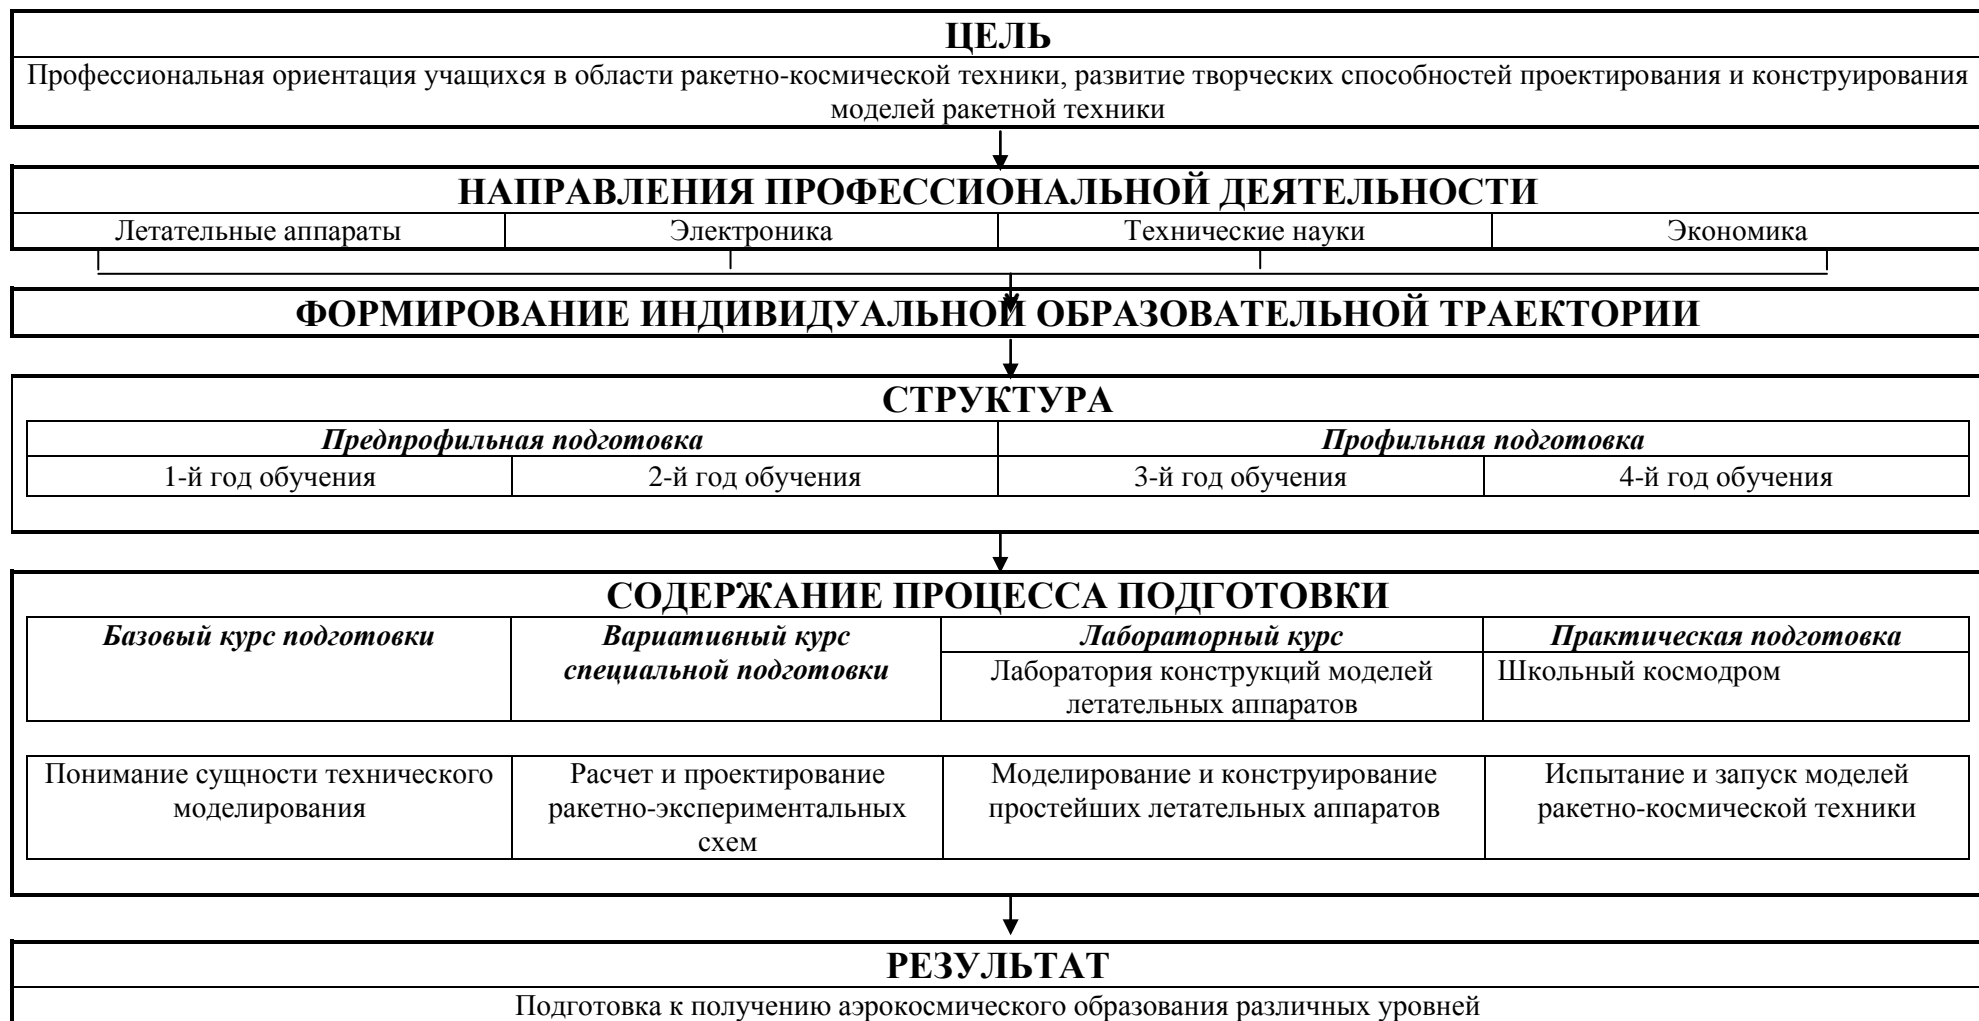 ЦЕЛЬ
Профессиональная ориентация учащихся в области ракетно-космической техники, развитие творческих способностей проектирования и конструирования
моделей ракетной техники
НАПРАВЛЕНИЯ ПРОФЕССИОНАЛЬНОЙ ДЕЯТЕЛЬНОСТИ
Летательные аппараты
Электроника
Технические науки
Экономика
ФОРМИРОВАНИЕ ИНДИВИДУАЛЬНОЙ ОБРАЗОВАТЕЛЬНОЙ ТРАЕКТОРИИ
СТРУКТУРА
Предпрофильная подготовка
Профильная подготовка
1-й год обучения
2-й год обучения
3-й год обучения
4-й год обучения
СОДЕРЖАНИЕ ПРОЦЕССА ПОДГОТОВКИ
Базовый курс подготовки
Вариативный курс
специальной подготовки
Лабораторный курс
Лаборатория конструкций моделей
летательных аппаратов
Практическая подготовка
Школьный космодром
Понимание сущности технического
моделирования
Расчет и проектирование
ракетно-экспериментальных
схем
Моделирование и конструирование
простейших летательных аппаратов
Испытание и запуск моделей
ракетно-космической техники
РЕЗУЛЬТАТ
Подготовка к получению аэрокосмического образования различных уровней